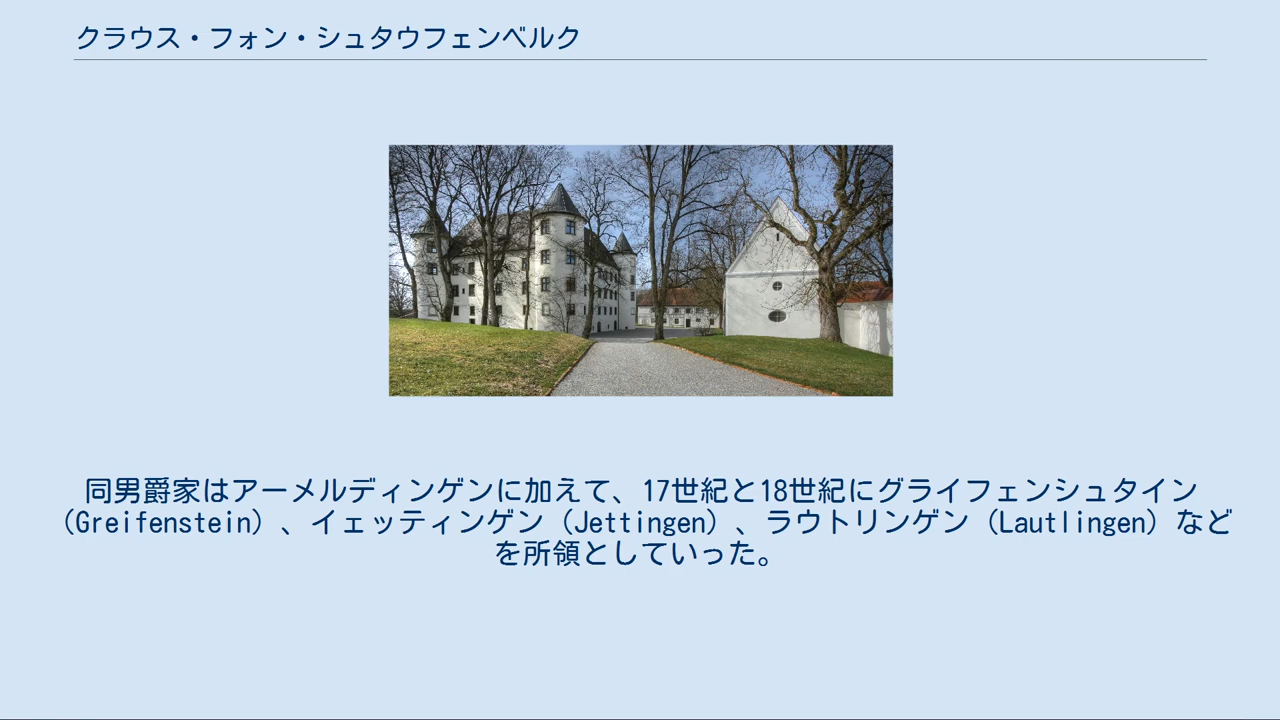 クラウス・フォン・シュタウフェンベルク
同男爵家はアーメルディンゲンに加えて、17世紀と18世紀にグライフェンシュタイン
（Greifenstein）、イェッティンゲン（Jettingen）、ラウトリンゲン（Lautlingen）など
を所領としていった。